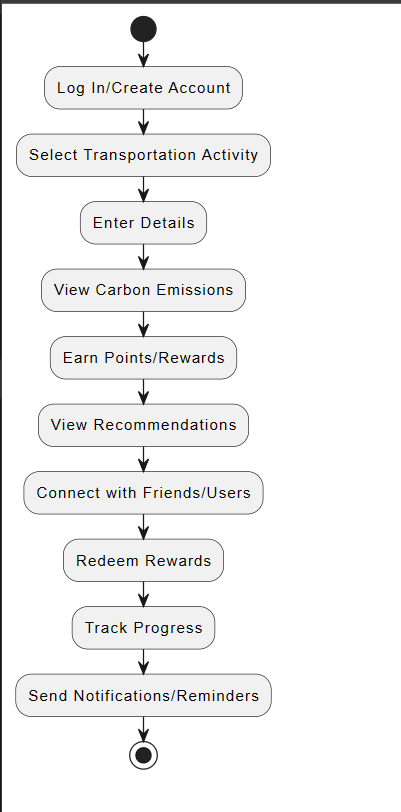 Log In/Create Account
Select Transportation Activity
Enter Details
View Carbon Emissions
Earn Points/Rewards
View Recommendations
Connect with Friends/Users
Redeem Rewards
Track Progress
Send Notifications/Reminders